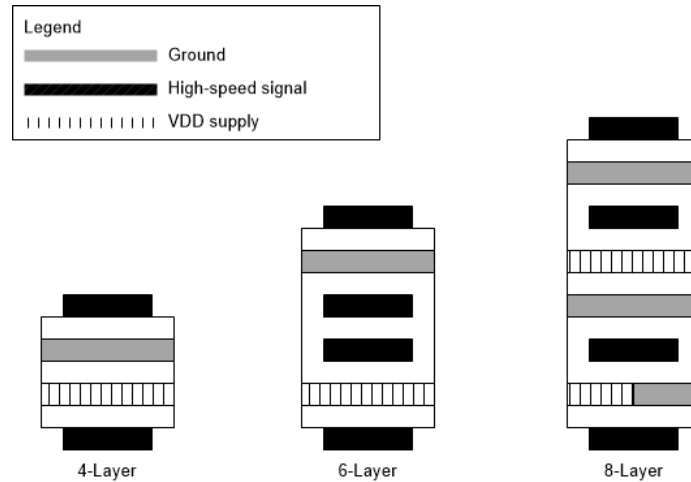 Legend
Ground
High-speed signal
VDD supply
4-Layer
6-Layer
8-Layer